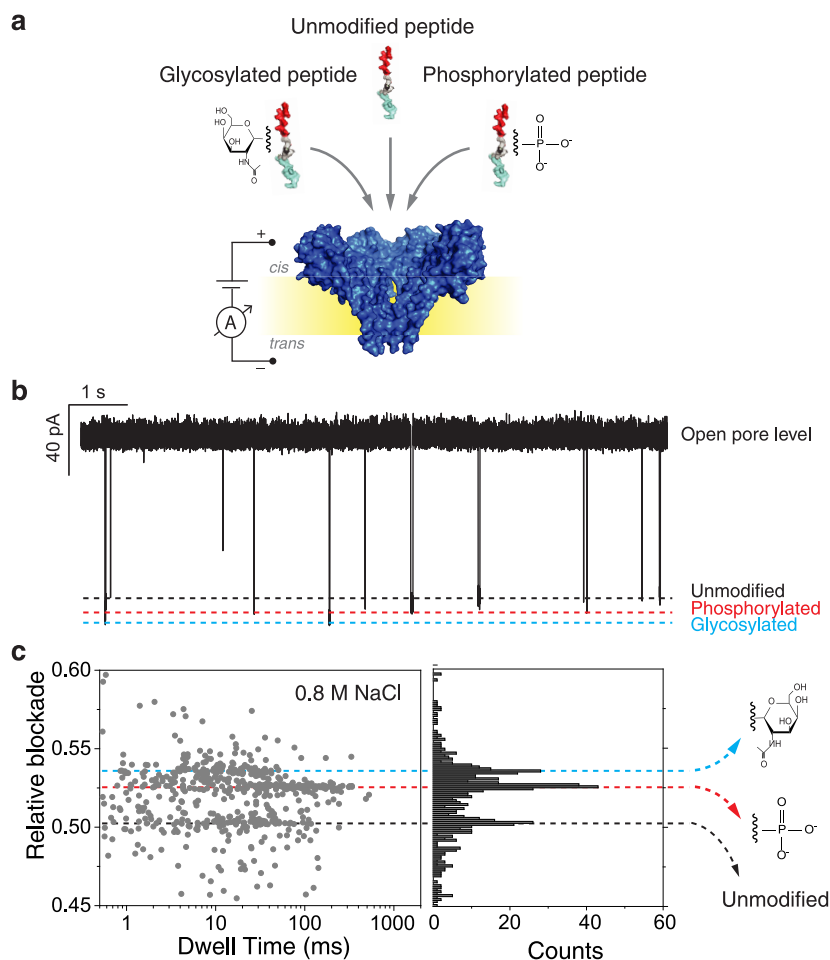 a
Unmodified peptide
Glycosylated peptide
Phosphorylated peptide
OH
OH
O
HO
NH
O
O
P
O-
O-
+
cis
A
trans
–
b
1 s
40 pA
Open pore level
Unmodified
Phosphorylated
Glycosylated
c
0.60
0.55
0.50
0.45
Relative blockade
0.8 M NaCl
1
10
100
1000
Dwell Time (ms)
0
20
40
60
Counts
OH
OH
O
HO
NH
O
O
P
O-
O-
Unmodified